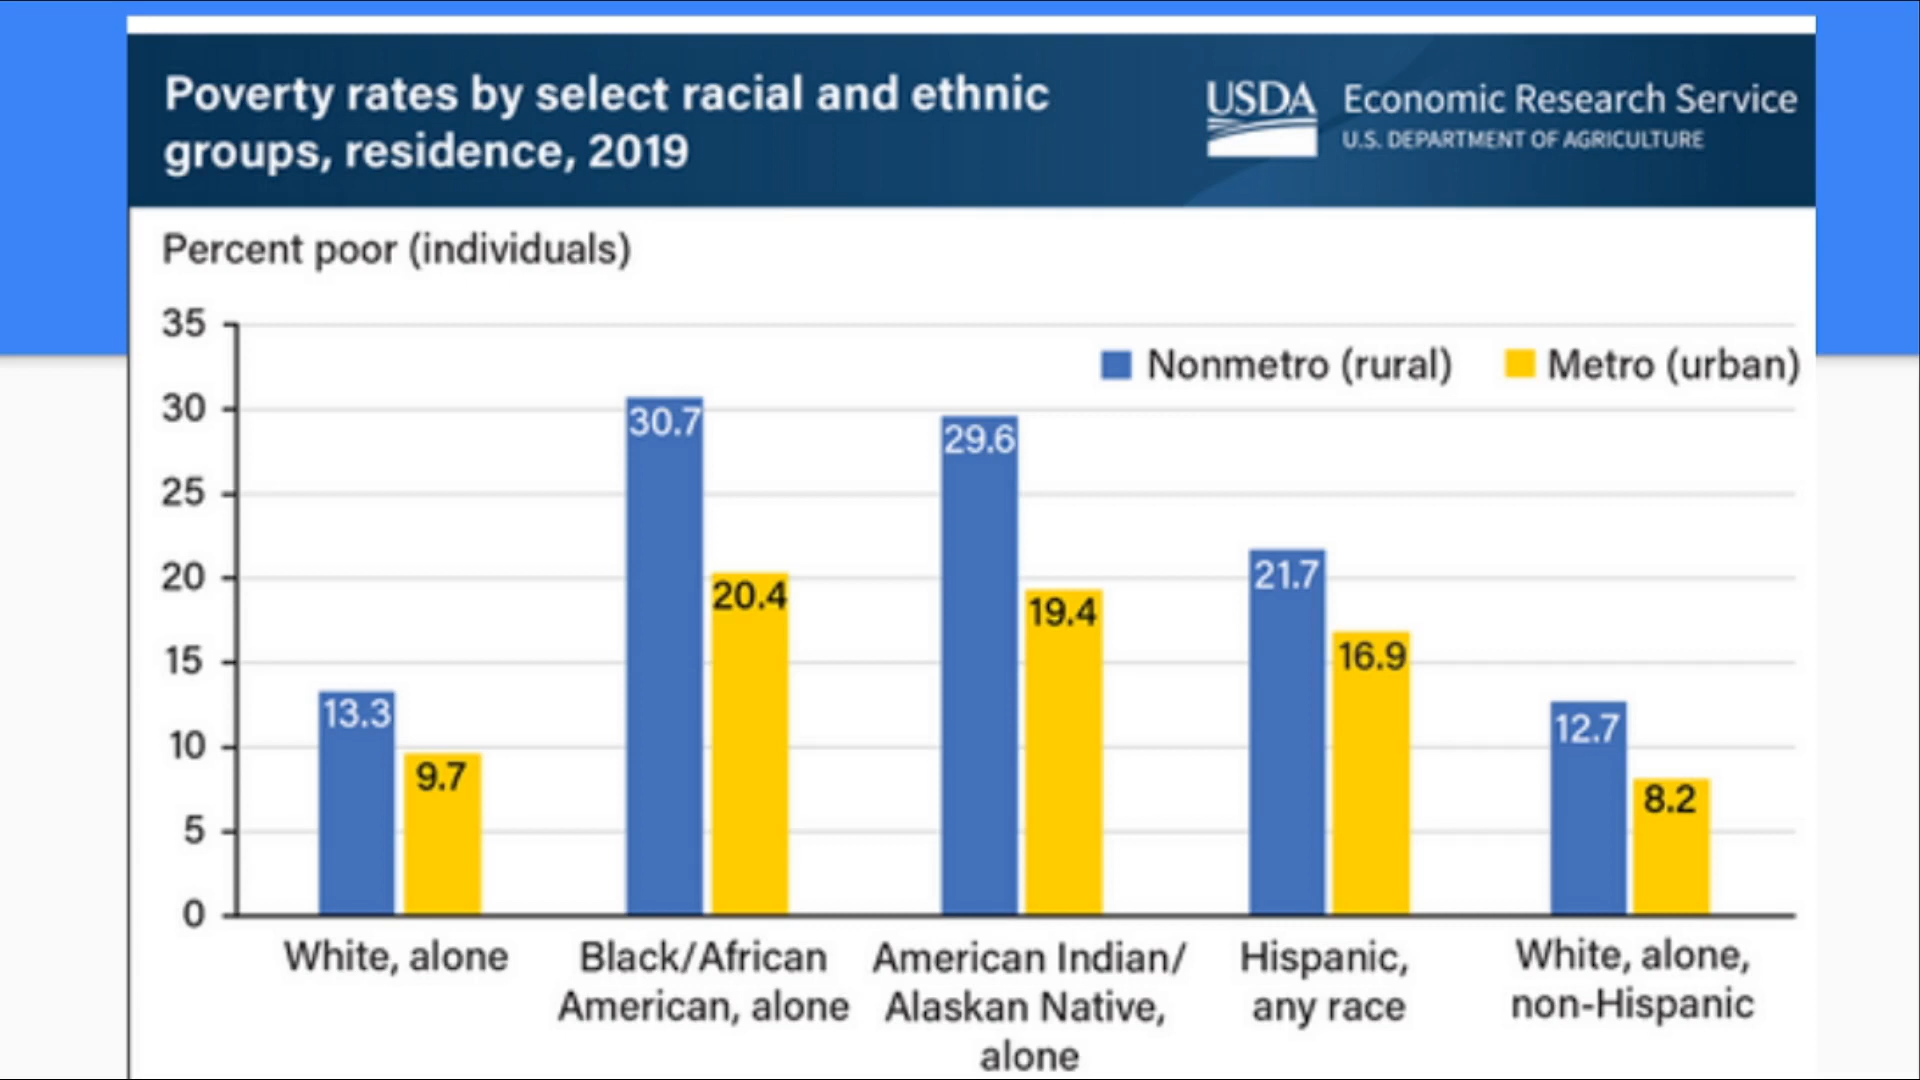 Poverty rates by select racial and ethnic
groups, residence, 2019
USDA
Economic Research Service
U.S. DEPARTMENT OF AGRICULTURE
Percent poor (individuals)
35
30
25
20
15
10
5
0
Nonmetro (rural)
Metro (urban)
13.3
9.7
30.7
20.4
29.6
19.4
21.7
16.9
12.7
8.2
White, alone
Black/African
American, alone
American Indian/
Alaskan Native,
alone
Hispanic,
any race
White, alone,
non-Hispanic